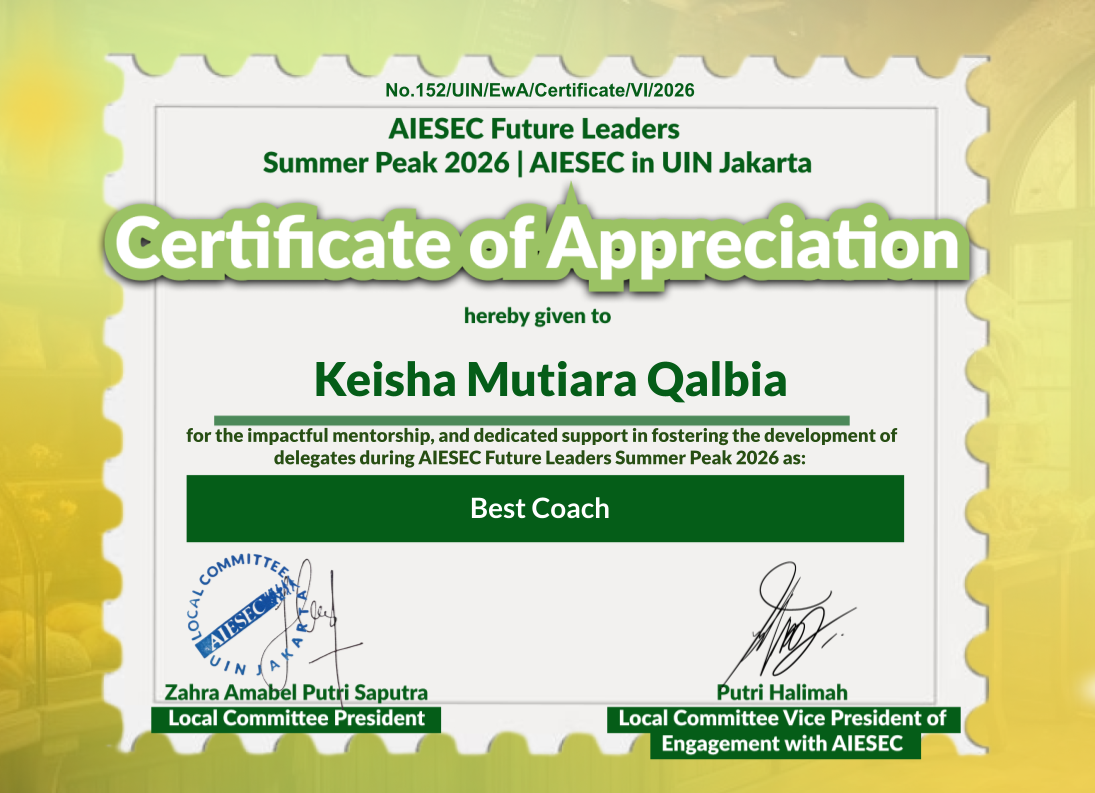 No.152/UIN/EwA/Certificate/VI/2026
AIESEC Future Leaders
Summer Peak 2026 | AIESEC in UIN Jakarta
Certificate of Appreciation
hereby given to
Keisha Mutiara Qalbia
for the impactful mentorship, and dedicated support in fostering the development of
delegates during AIESEC Future Leaders Summer Peak 2026 as:
Best Coach
LOCAL COMMITTEE
AIESEC
UIN JAKARTA
Zahra Amabel Putri Saputra
Local Committee President
Putri Halimah
Local Committee Vice President of
Engagement with AIESEC